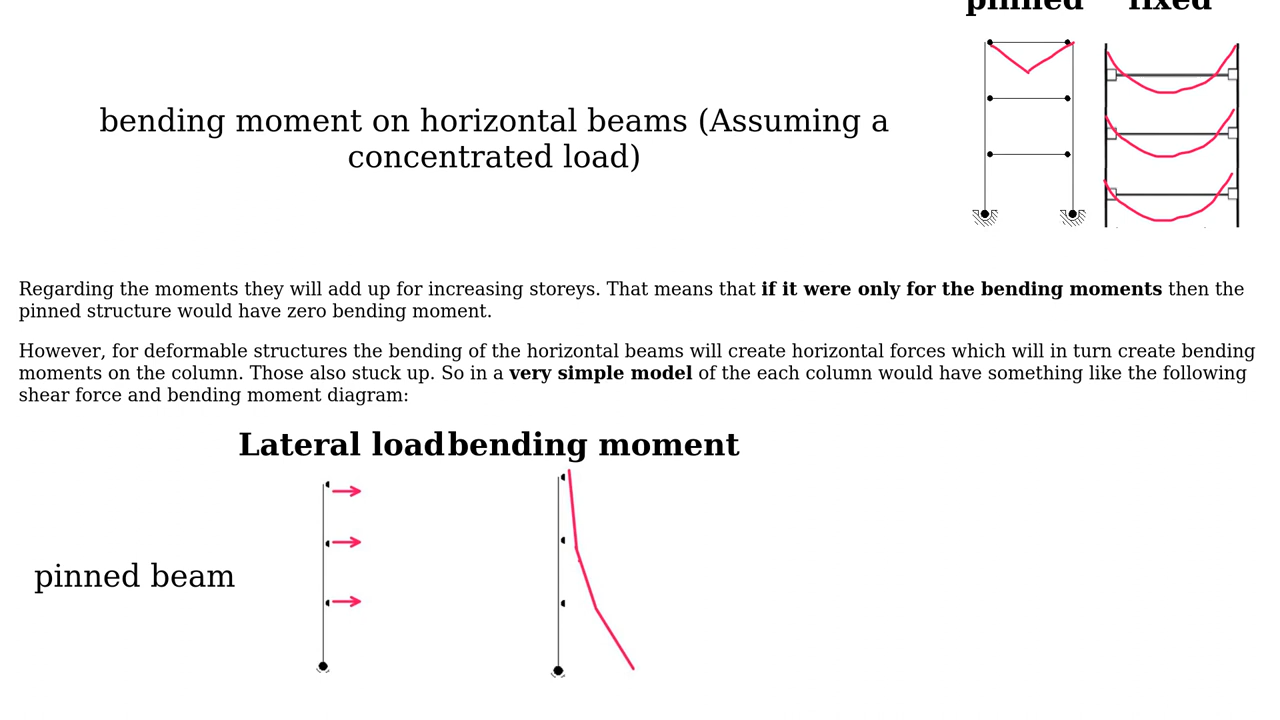 pinned fixed
bending moment on horizontal beams (Assuming a
concentrated load)
Regarding the moments they will add up for increasing storeys. That means that if it were only for the bending moments then the
pinned structure would have zero bending moment.
However, for deformable structures the bending of the horizontal beams will create horizontal forces which will in turn create bending
moments on the column. Those also stuck up. So in a very simple model of the each column would have something like the following
shear force and bending moment diagram:
Lateral load bending moment
pinned beam